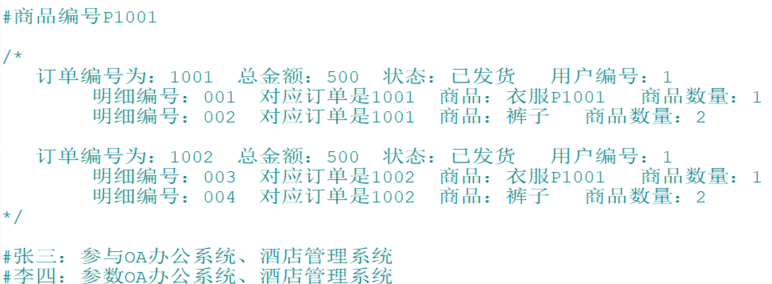 #商品编号P1001
/*
订单编号为：1001 总金额：500 状态：已发货 用户编号：1
明细编号：001 对应订单是1001 商品：衣服P1001 商品数量：1
明细编号：002 对应订单是1001 商品：裤子 商品数量：2
订单编号为：1002 总金额：500 状态：已发货 用户编号：1
明细编号：003 对应订单是1002 商品：衣服P1001 商品数量：1
明细编号：004 对应订单是1002 商品：裤子 商品数量：2
*/
#张三：参与OA办公系统、酒店管理系统
#李四：参数OA办公系统、酒店管理系统